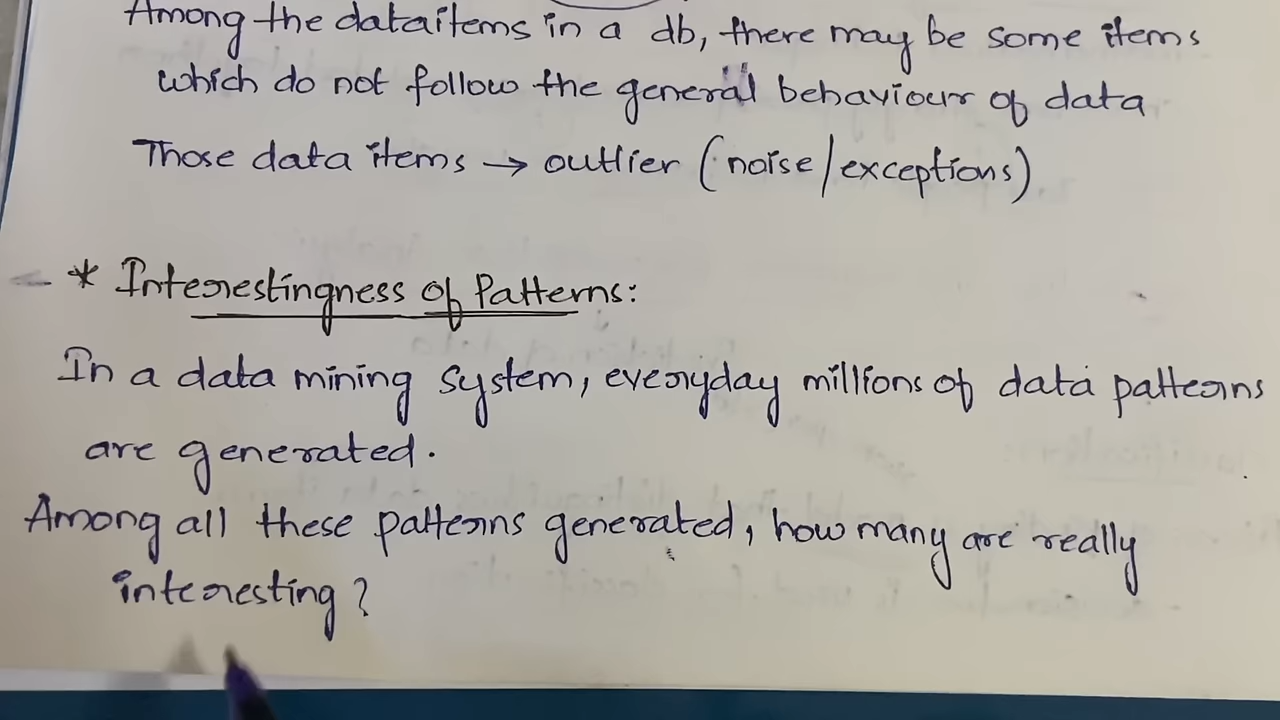 Among the dataitems in a db, there may be some items
which do not follow the general behaviour of data
Those data items → outlier (noise/exceptions)
* Interestingness of Patterns:
In a data mining system, everyday millions of data patterns
are generated.
Among all these patterns generated, how many are really
interesting?